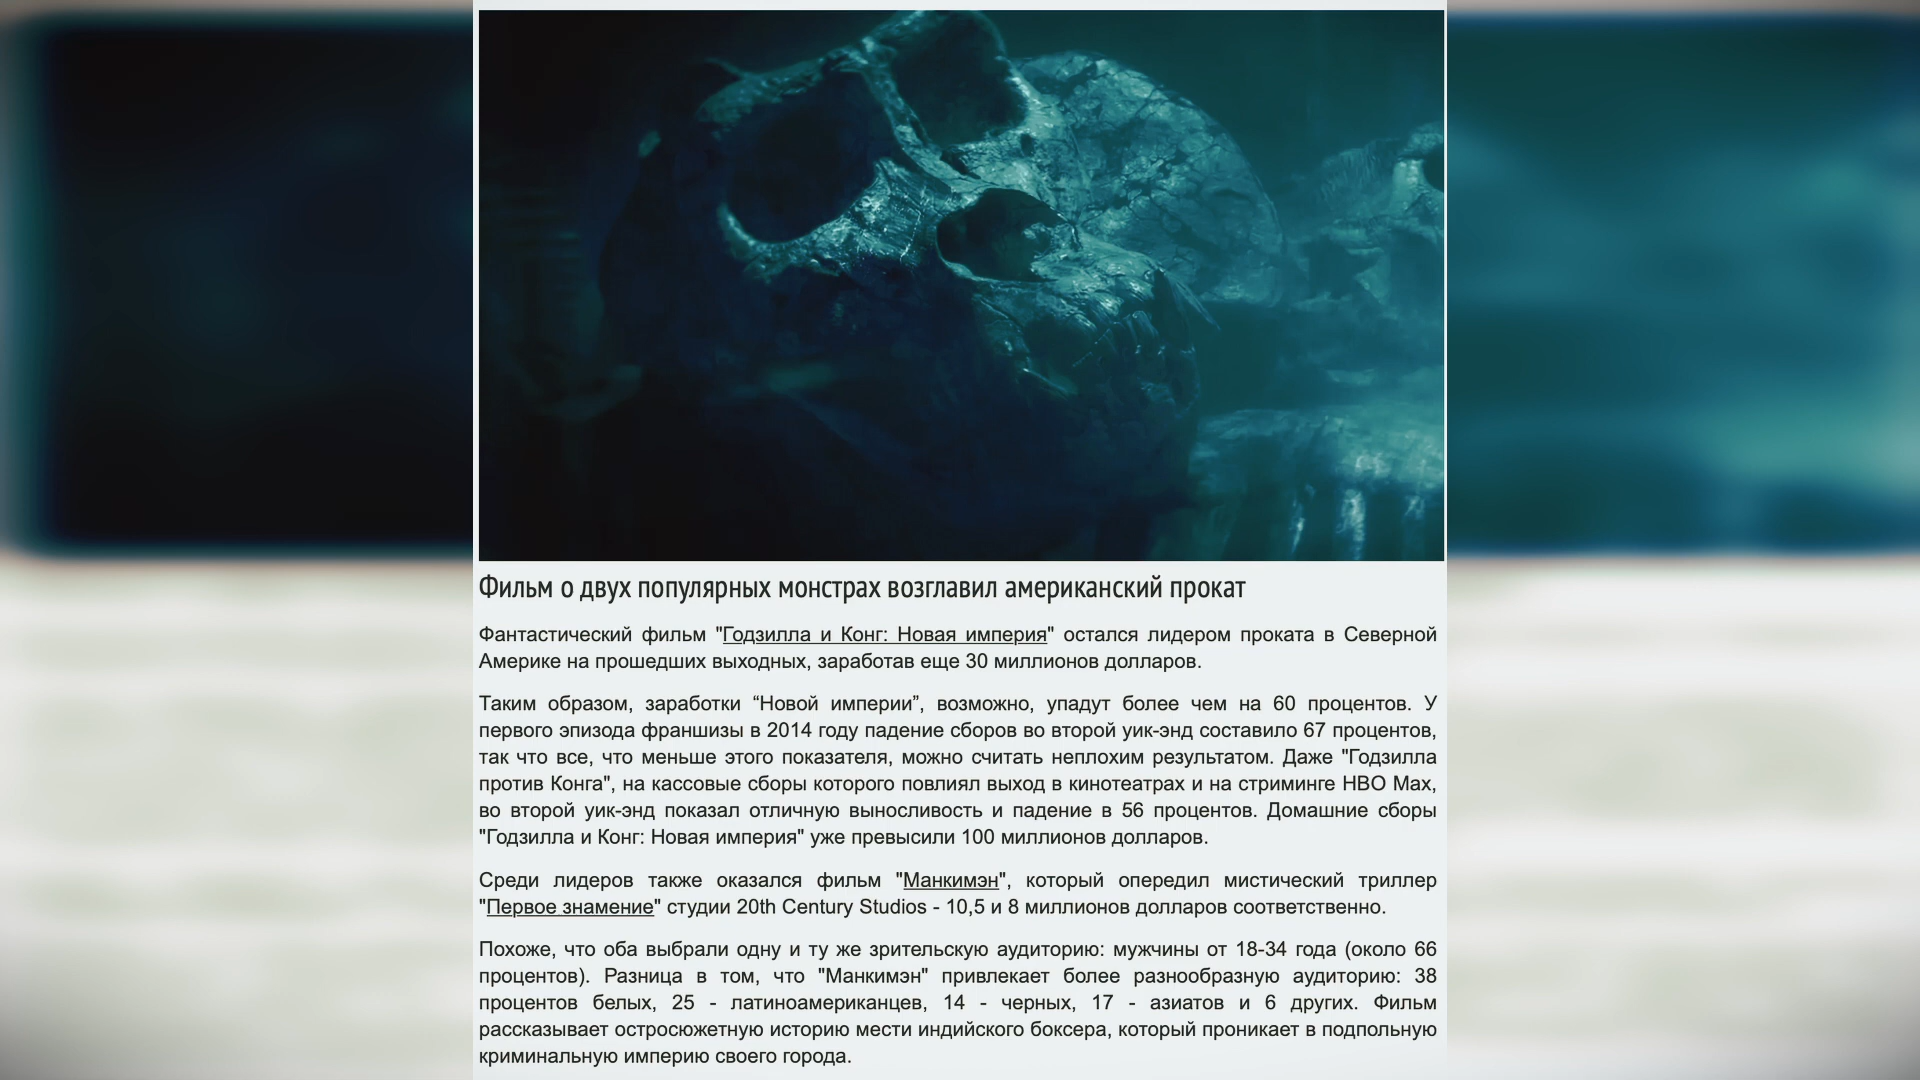 Фильм о двух популярных монстрах возглавил американский прокат
Фантастический фильм "Годзилла и Конг: Новая империя" остался лидером проката в Северной
Америке на прошедших выходных, заработав еще 30 миллионов долларов.
Таким образом, заработки “Новой империи”, возможно, упадут более чем на 60 процентов. У
первого эпизода франшизы в 2014 году падение сборов во второй уик-энд составило 67 процентов,
так что все, что меньше этого показателя, можно считать неплохим результатом. Даже "Годзилла
против Конга", на кассовые сборы которого повлиял выход в кинотеатрах и на стриминге HBO Max,
во второй уик-энд показал отличную выносливость и падение в 56 процентов. Домашние сборы
"Годзилла и Конг: Новая империя" уже превысили 100 миллионов долларов.
Среди лидеров также оказался фильм "Манкимэн", который опередил мистический триллер
"Первое знамение" студии 20th Century Studios - 10,5 и 8 миллионов долларов соответственно.
Похоже, что оба выбрали одну и ту же зрительскую аудиторию: мужчины от 18-34 года (около 66
процентов). Разница в том, что "Манкимэн" привлекает более разнообразную аудиторию: 38
процентов белых, 25 - латиноамериканцев, 14 - черных, 17 - азиатов и 6 других. Фильм
рассказывает остросюжетную историю мести индийского боксера, который проникает в подпольную
криминальную империю своего города.